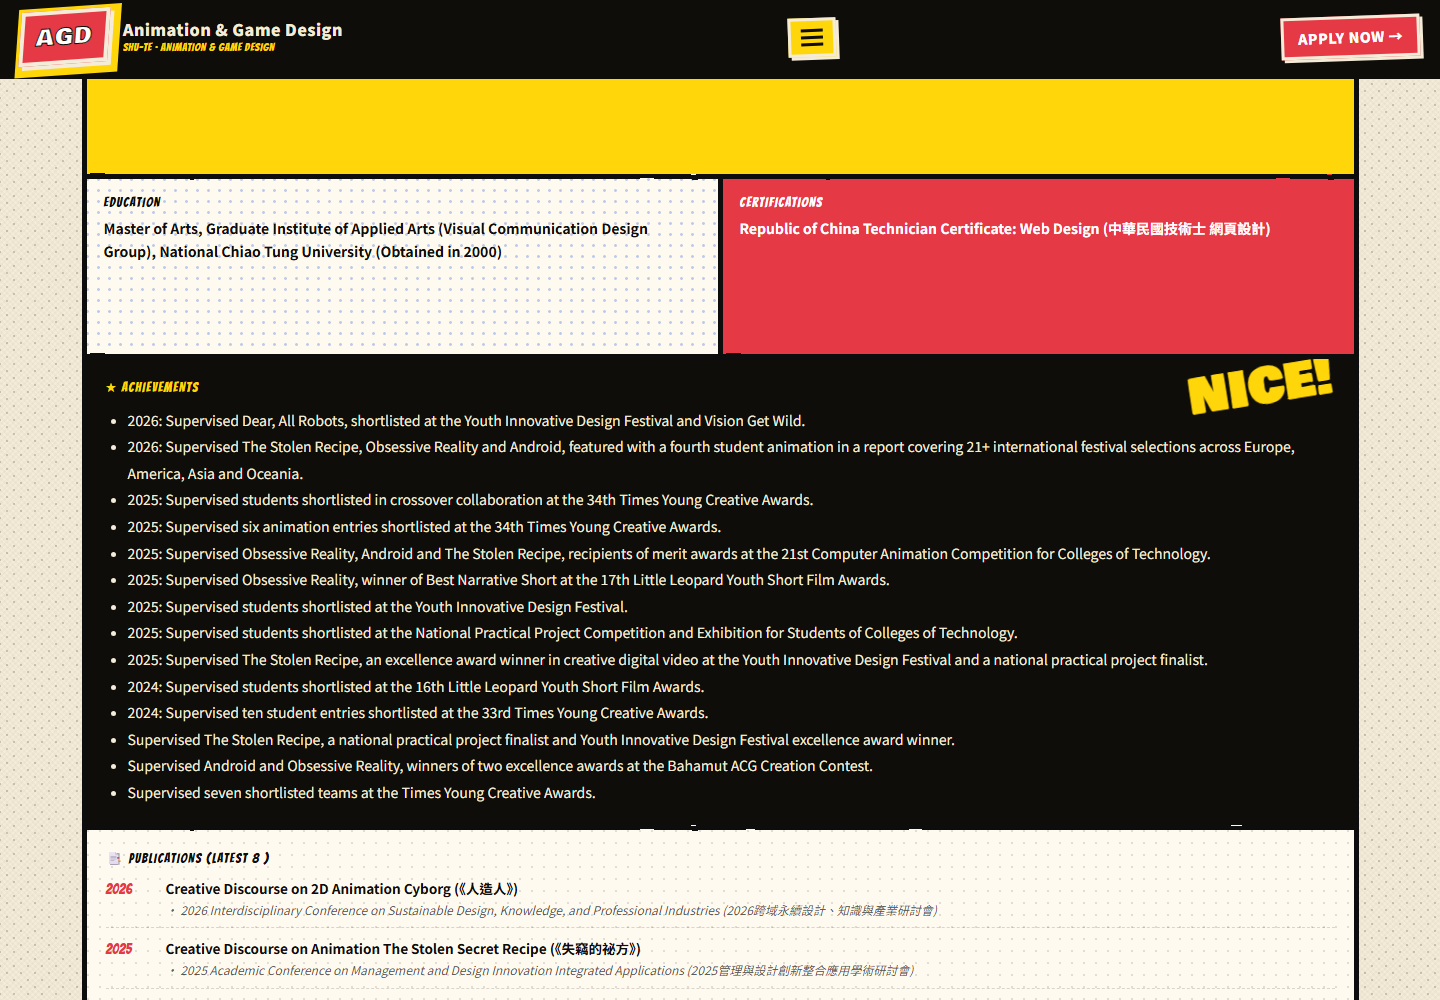 AGD
Animation & Game Design
SHU-TE · ANIMATION & GAME DESIGN
APPLY NOW →
EDUCATION
Master of Arts, Graduate Institute of Applied Arts (Visual Communication Design
Group), National Chiao Tung University (Obtained in 2000)
CERTIFICATIONS
Republic of China Technician Certificate: Web Design (中華民國技術士 網頁設計)
★ ACHIEVEMENTS
NICE!
• 2026: Supervised Dear, All Robots, shortlisted at the Youth Innovative Design Festival and Vision Get Wild.
• 2026: Supervised The Stolen Recipe, Obsessive Reality and Android, featured with a fourth student animation in a report covering 21+ international festival selections across Europe,
America, Asia and Oceania.
• 2025: Supervised students shortlisted in crossover collaboration at the 34th Times Young Creative Awards.
• 2025: Supervised six animation entries shortlisted at the 34th Times Young Creative Awards.
• 2025: Supervised Obsessive Reality, Android and The Stolen Recipe, recipients of merit awards at the 21st Computer Animation Competition for Colleges of Technology.
• 2025: Supervised Obsessive Reality, winner of Best Narrative Short at the 17th Little Leopard Youth Short Film Awards.
• 2025: Supervised students shortlisted at the Youth Innovative Design Festival.
• 2025: Supervised students shortlisted at the National Practical Project Competition and Exhibition for Students of Colleges of Technology.
• 2025: Supervised The Stolen Recipe, an excellence award winner in creative digital video at the Youth Innovative Design Festival and a national practical project finalist.
• 2024: Supervised students shortlisted at the 16th Little Leopard Youth Short Film Awards.
• 2024: Supervised ten student entries shortlisted at the 33rd Times Young Creative Awards.
• Supervised The Stolen Recipe, a national practical project finalist and Youth Innovative Design Festival excellence award winner.
• Supervised Android and Obsessive Reality, winners of two excellence awards at the Bahamut ACG Creation Contest.
• Supervised seven shortlisted teams at the Times Young Creative Awards.
PUBLICATIONS (LATEST 8 )
2026 Creative Discourse on 2D Animation Cyborg (《人造人》)
・ 2026 Interdisciplinary Conference on Sustainable Design, Knowledge, and Professional Industries (2026跨域永續設計、知識與產業研討會)
2025 Creative Discourse on Animation The Stolen Secret Recipe (《失竊的祕方》)
・ 2025 Academic Conference on Management and Design Innovation Integrated Applications (2025管理與設計創新整合應用學術研討會)